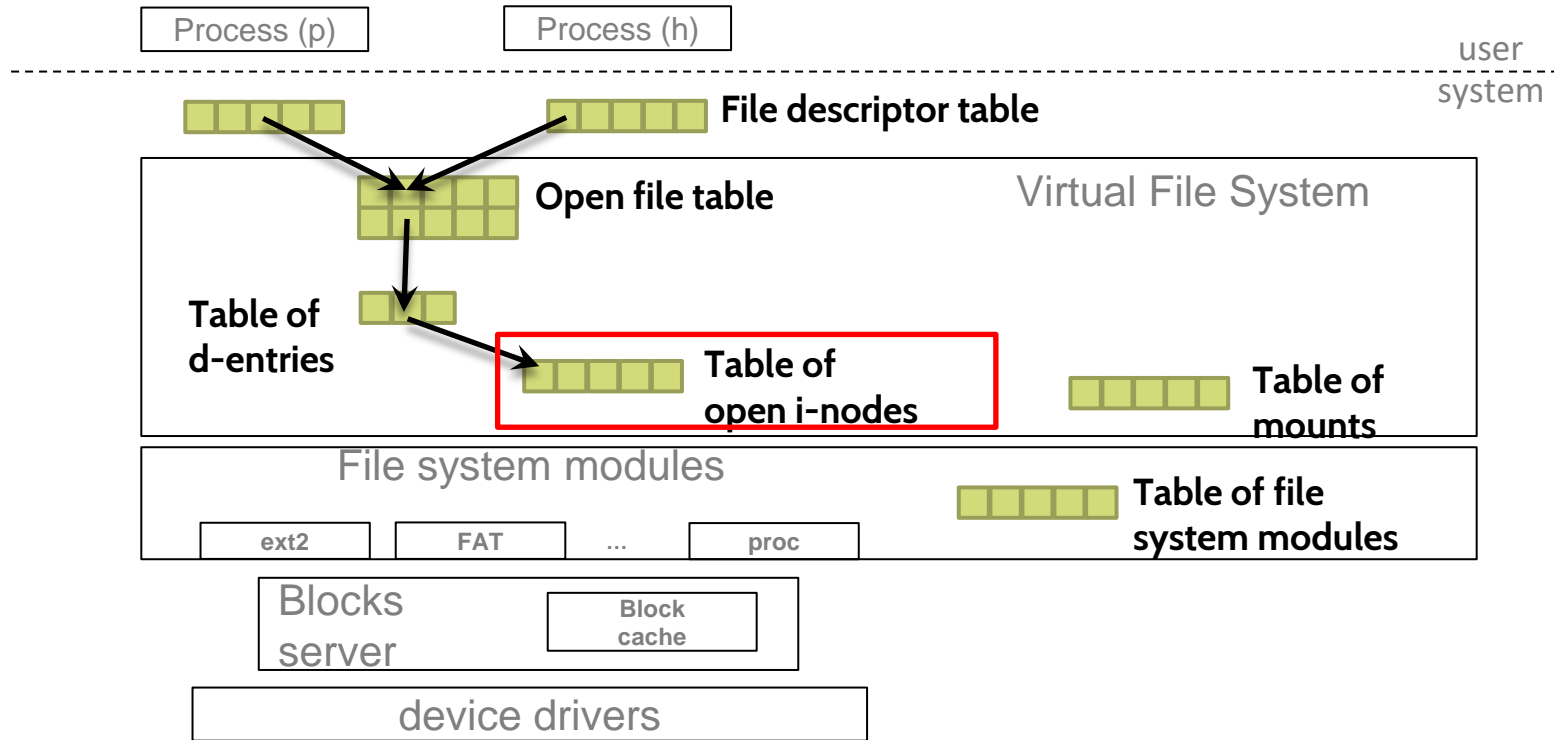 Process (p)
Process (h)
user
system
File descriptor table
Open file table
Virtual File System
Table of
d-entries
Table of
open i-nodes
Table of
mounts
File system modules
Table of file
system modules
ext2
FAT
...
proc
Blocks
server
Block
cache
device drivers